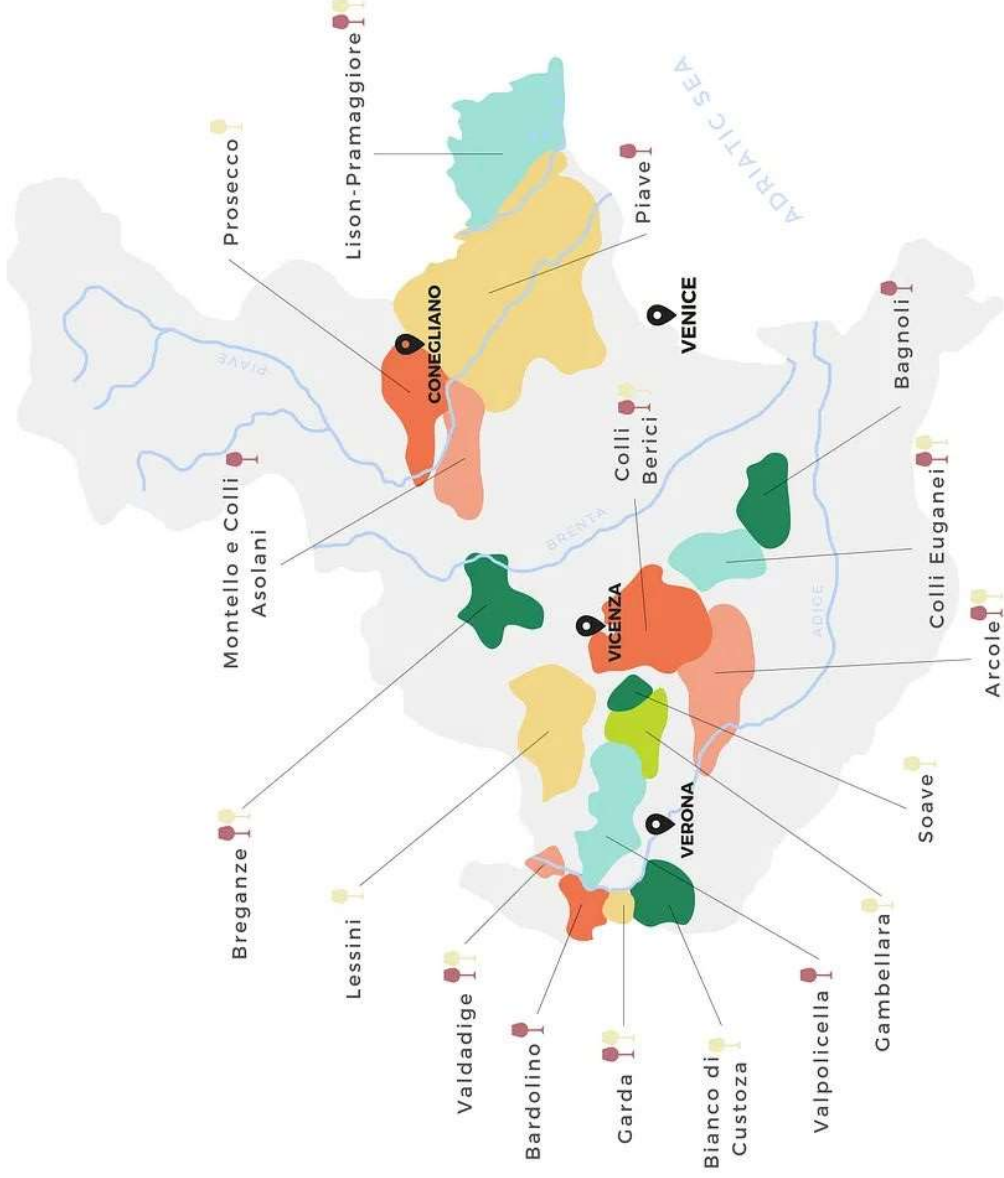 Prosecco
Lison-Pramaggiore
Montello e Colli
Asolani
Breganze
Lessini
Valdadige
Bardolino
Garda
Bianco di
Custoza
Valpolicella
Gambellara
Soave
Arcole
Colli Euganei
Bagnoli
Colli
Berici
Piave
CONEGLIANO
VENICE
VICENZA
VERONA
PIAVE
BRENTA
ADICE
ADRIATIC SEA